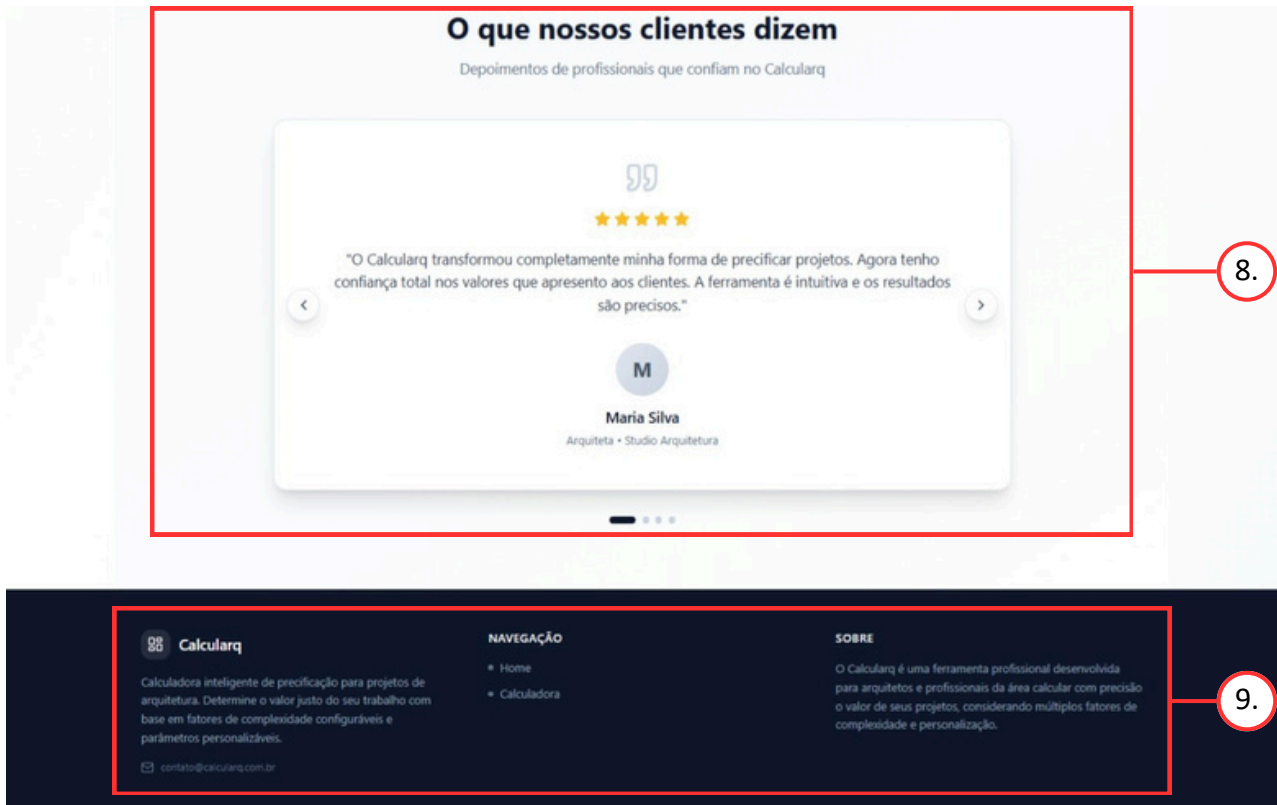 O que nossos clientes dizem
Depoimentos de profissionais que confiam no Calcularq
"O Calcularq transformou completamente minha forma de precificar projetos. Agora tenho
confiança total nos valores que apresento aos clientes. A ferramenta é intuitiva e os resultados
são precisos."
M
Maria Silva
Arquiteta • Studio Arquitetura
8.
Calcularq
Calculadora inteligente de precificação para projetos de
arquitetura. Determine o valor justo do seu trabalho com
base em fatores de complexidade configuráveis e
parâmetros personalizáveis.
contato@calcularq.com.br
NAVEGAÇÃO
Home
Calculadora
SOBRE
O Calcularq é uma ferramenta profissional desenvolvida
para arquitetos e profissionais da área calcular com precisão
o valor de seus projetos, considerando múltiplos fatores de
complexidade e personalização.
9.